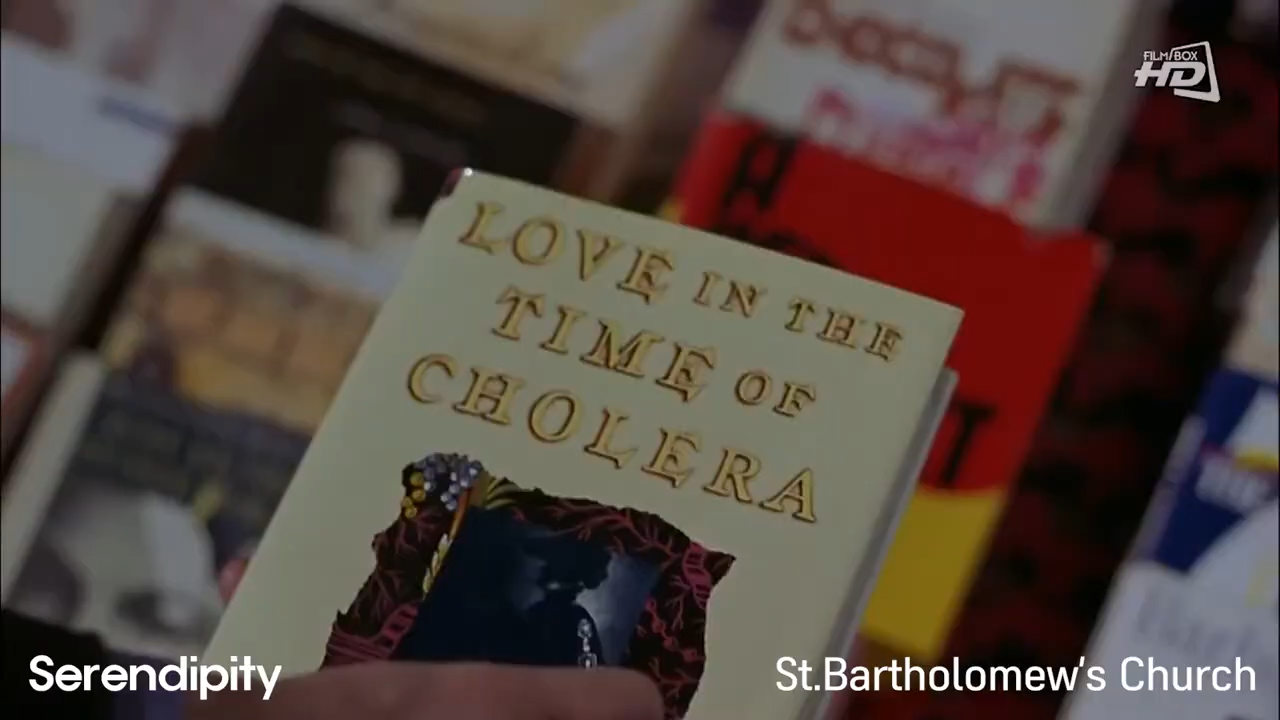 FILM/BOX
HD
LOVE IN THE
TIME OF
CHOLERA
Serendipity
St.Bartholomew's Church